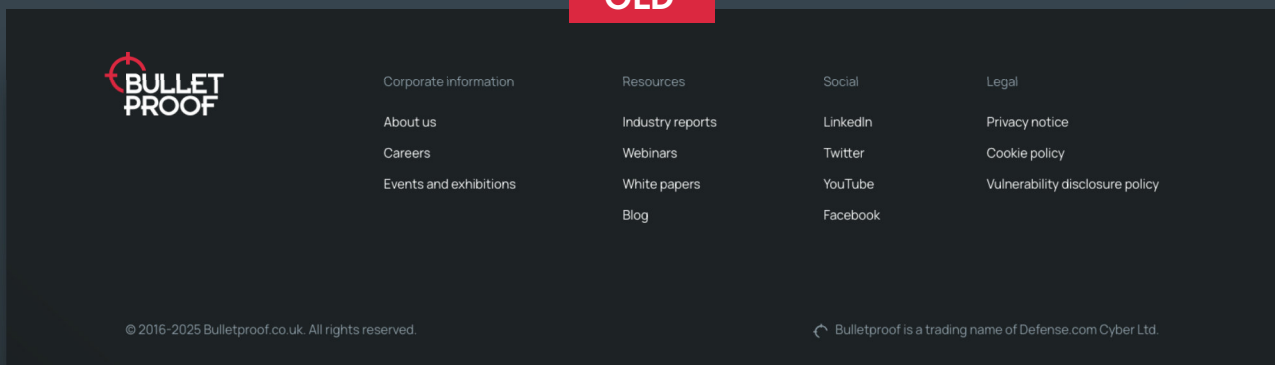 OLD
BULLET
PROOF
Corporate information
About us
Careers
Events and exhibitions
Resources
Industry reports
Webinars
White papers
Blog
Social
LinkedIn
Twitter
YouTube
Facebook
Legal
Privacy notice
Cookie policy
Vulnerability disclosure policy
© 2016-2025 Bulletproof.co.uk. All rights reserved.
Bulletproof is a trading name of Defense.com Cyber Ltd.